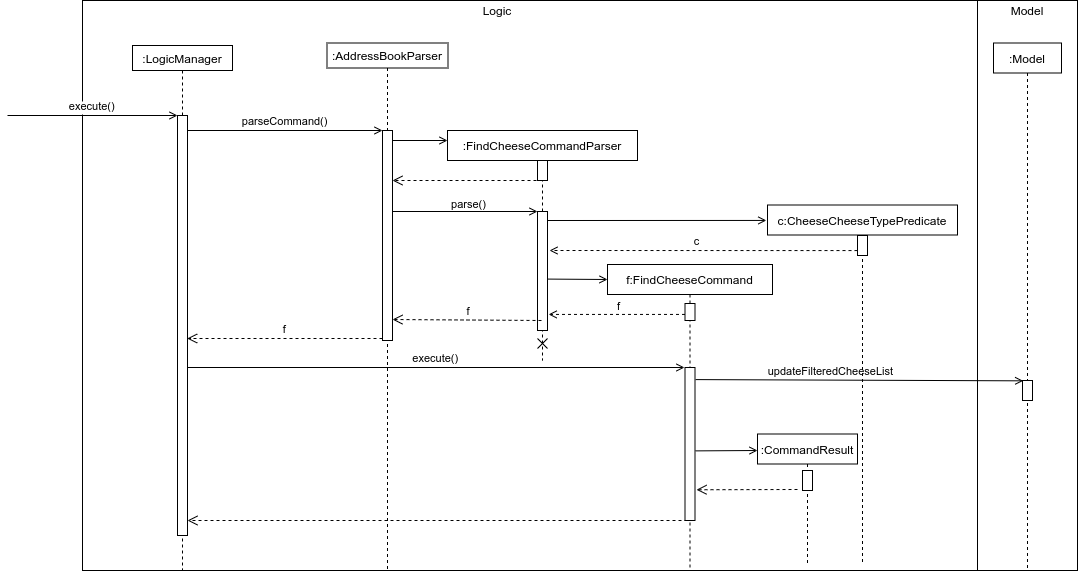 Logic
Model
:LogicManager
:AddressBookParser
:Model
execute()
parseCommand()
:FindCheeseCommandParser
parse()
c:CheeseCheeseTypePredicate
c
f:FindCheeseCommand
f
f
f
execute()
updateFilteredCheeseList
:CommandResult